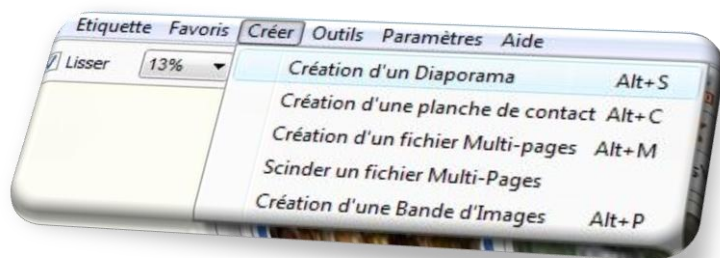 Etiquette Favoris Créer Outils Paramètres Aide
Lisser 13%
Création d'un Diaporama Alt+S
Création d'une planche de contact Alt+C
Création d'un fichier Multi-pages Alt+M
Scinder un fichier Multi-Pages
Création d'une Bande d'Images Alt+P